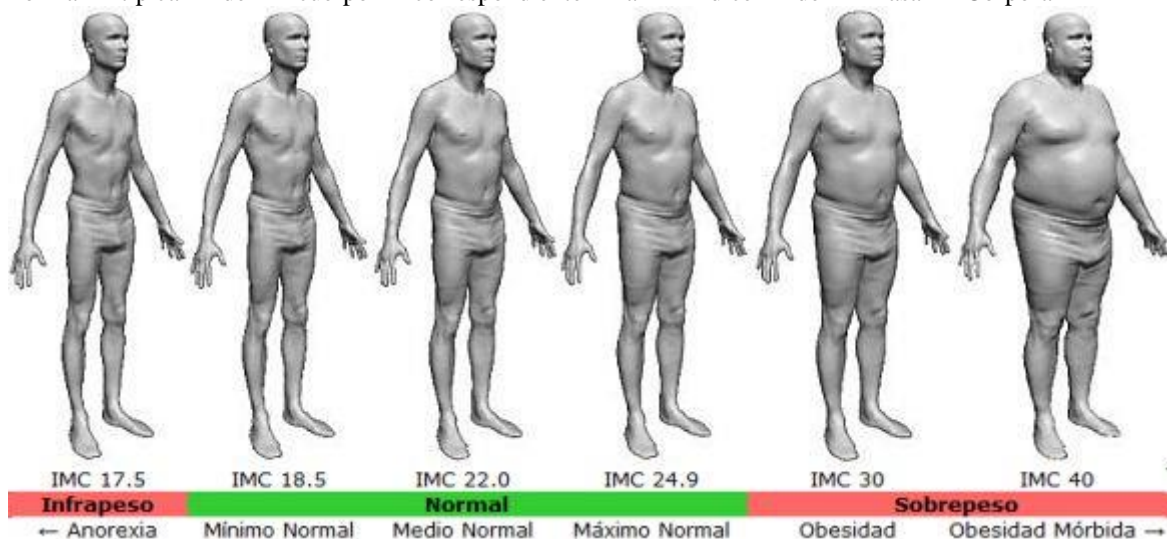 IMC 17.5 IMC 18.5 IMC 22.0 IMC 24.9 IMC 30 IMC 40
Infrapeso Normal Sobrepeso
← Anorexia Mínimo Normal Medio Normal Máximo Normal Obesidad Obesidad Mórbida →